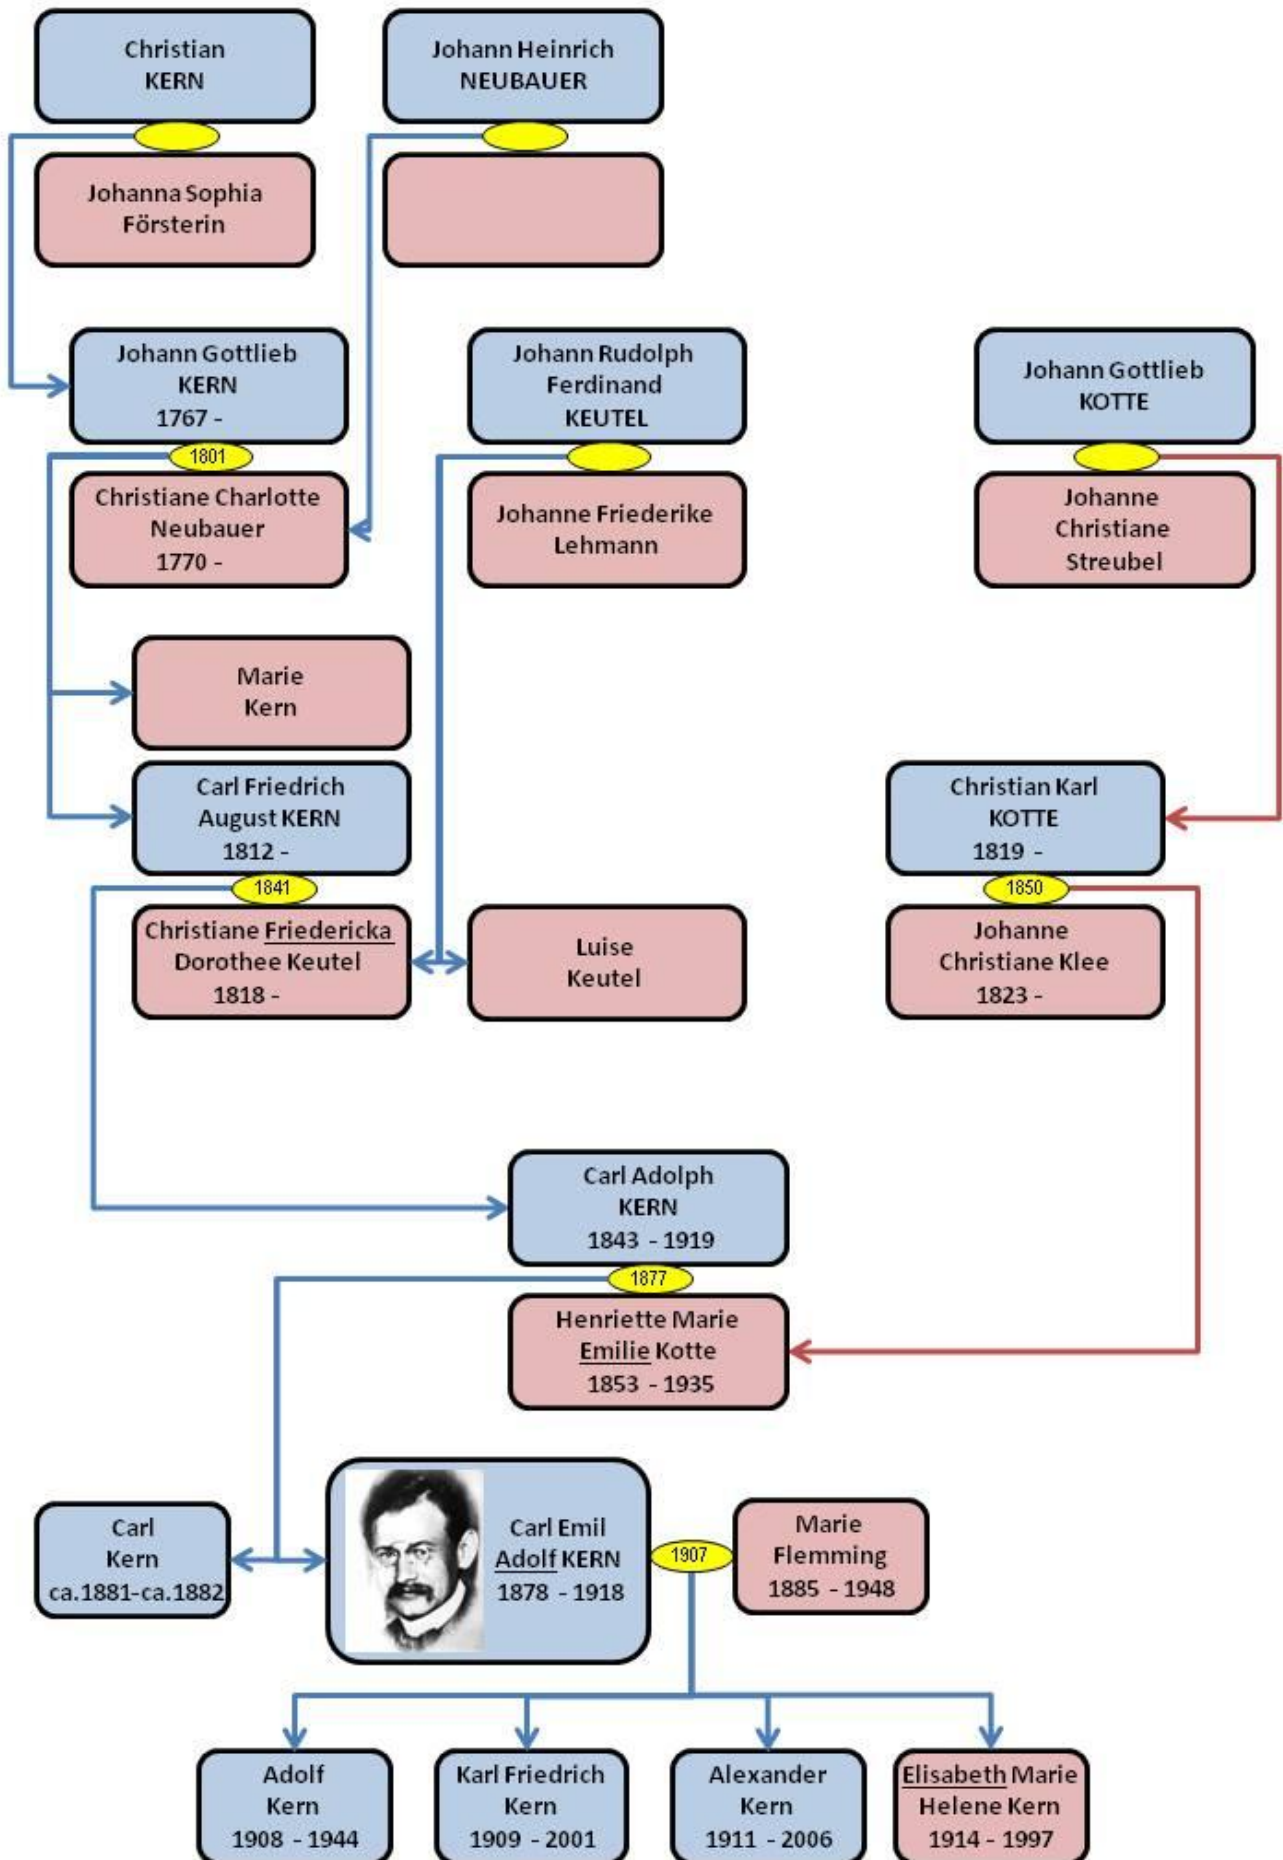 Christian
KERN
Johann Heinrich
NEUBAUER
Johanna Sophia
Försterin
Johann Gottlieb
KERN
1767 -
1801
Christiane Charlotte
Neubauer
1770 -
Johann Rudolph
Ferdinand
KEUTEL
Johanne Friederike
Lehmann
Johann Gottlieb
KOTTE
Johanne
Christiane
Streubel
Marie
Kern
Carl Friedrich
August KERN
1812 -
1841
Christiane Friedericka
Dorothee Keutel
1818 -
Luise
Keutel
Christian Karl
KOTTE
1819 -
1850
Johanne
Christiane Klee
1823 -
Carl Adolph
KERN
1843 - 1919
1877
Henriette Marie
Emilie Kotte
1853 - 1935
Carl
Kern
ca.1881-ca.1882
Carl Emil
Adolf KERN
1878 - 1918
1907
Marie
Flemming
1885 - 1948
Adolf
Kern
1908 - 1944
Karl Friedrich
Kern
1909 - 2001
Alexander
Kern
1911 - 2006
Elisabeth Marie
Helene Kern
1914 - 1997